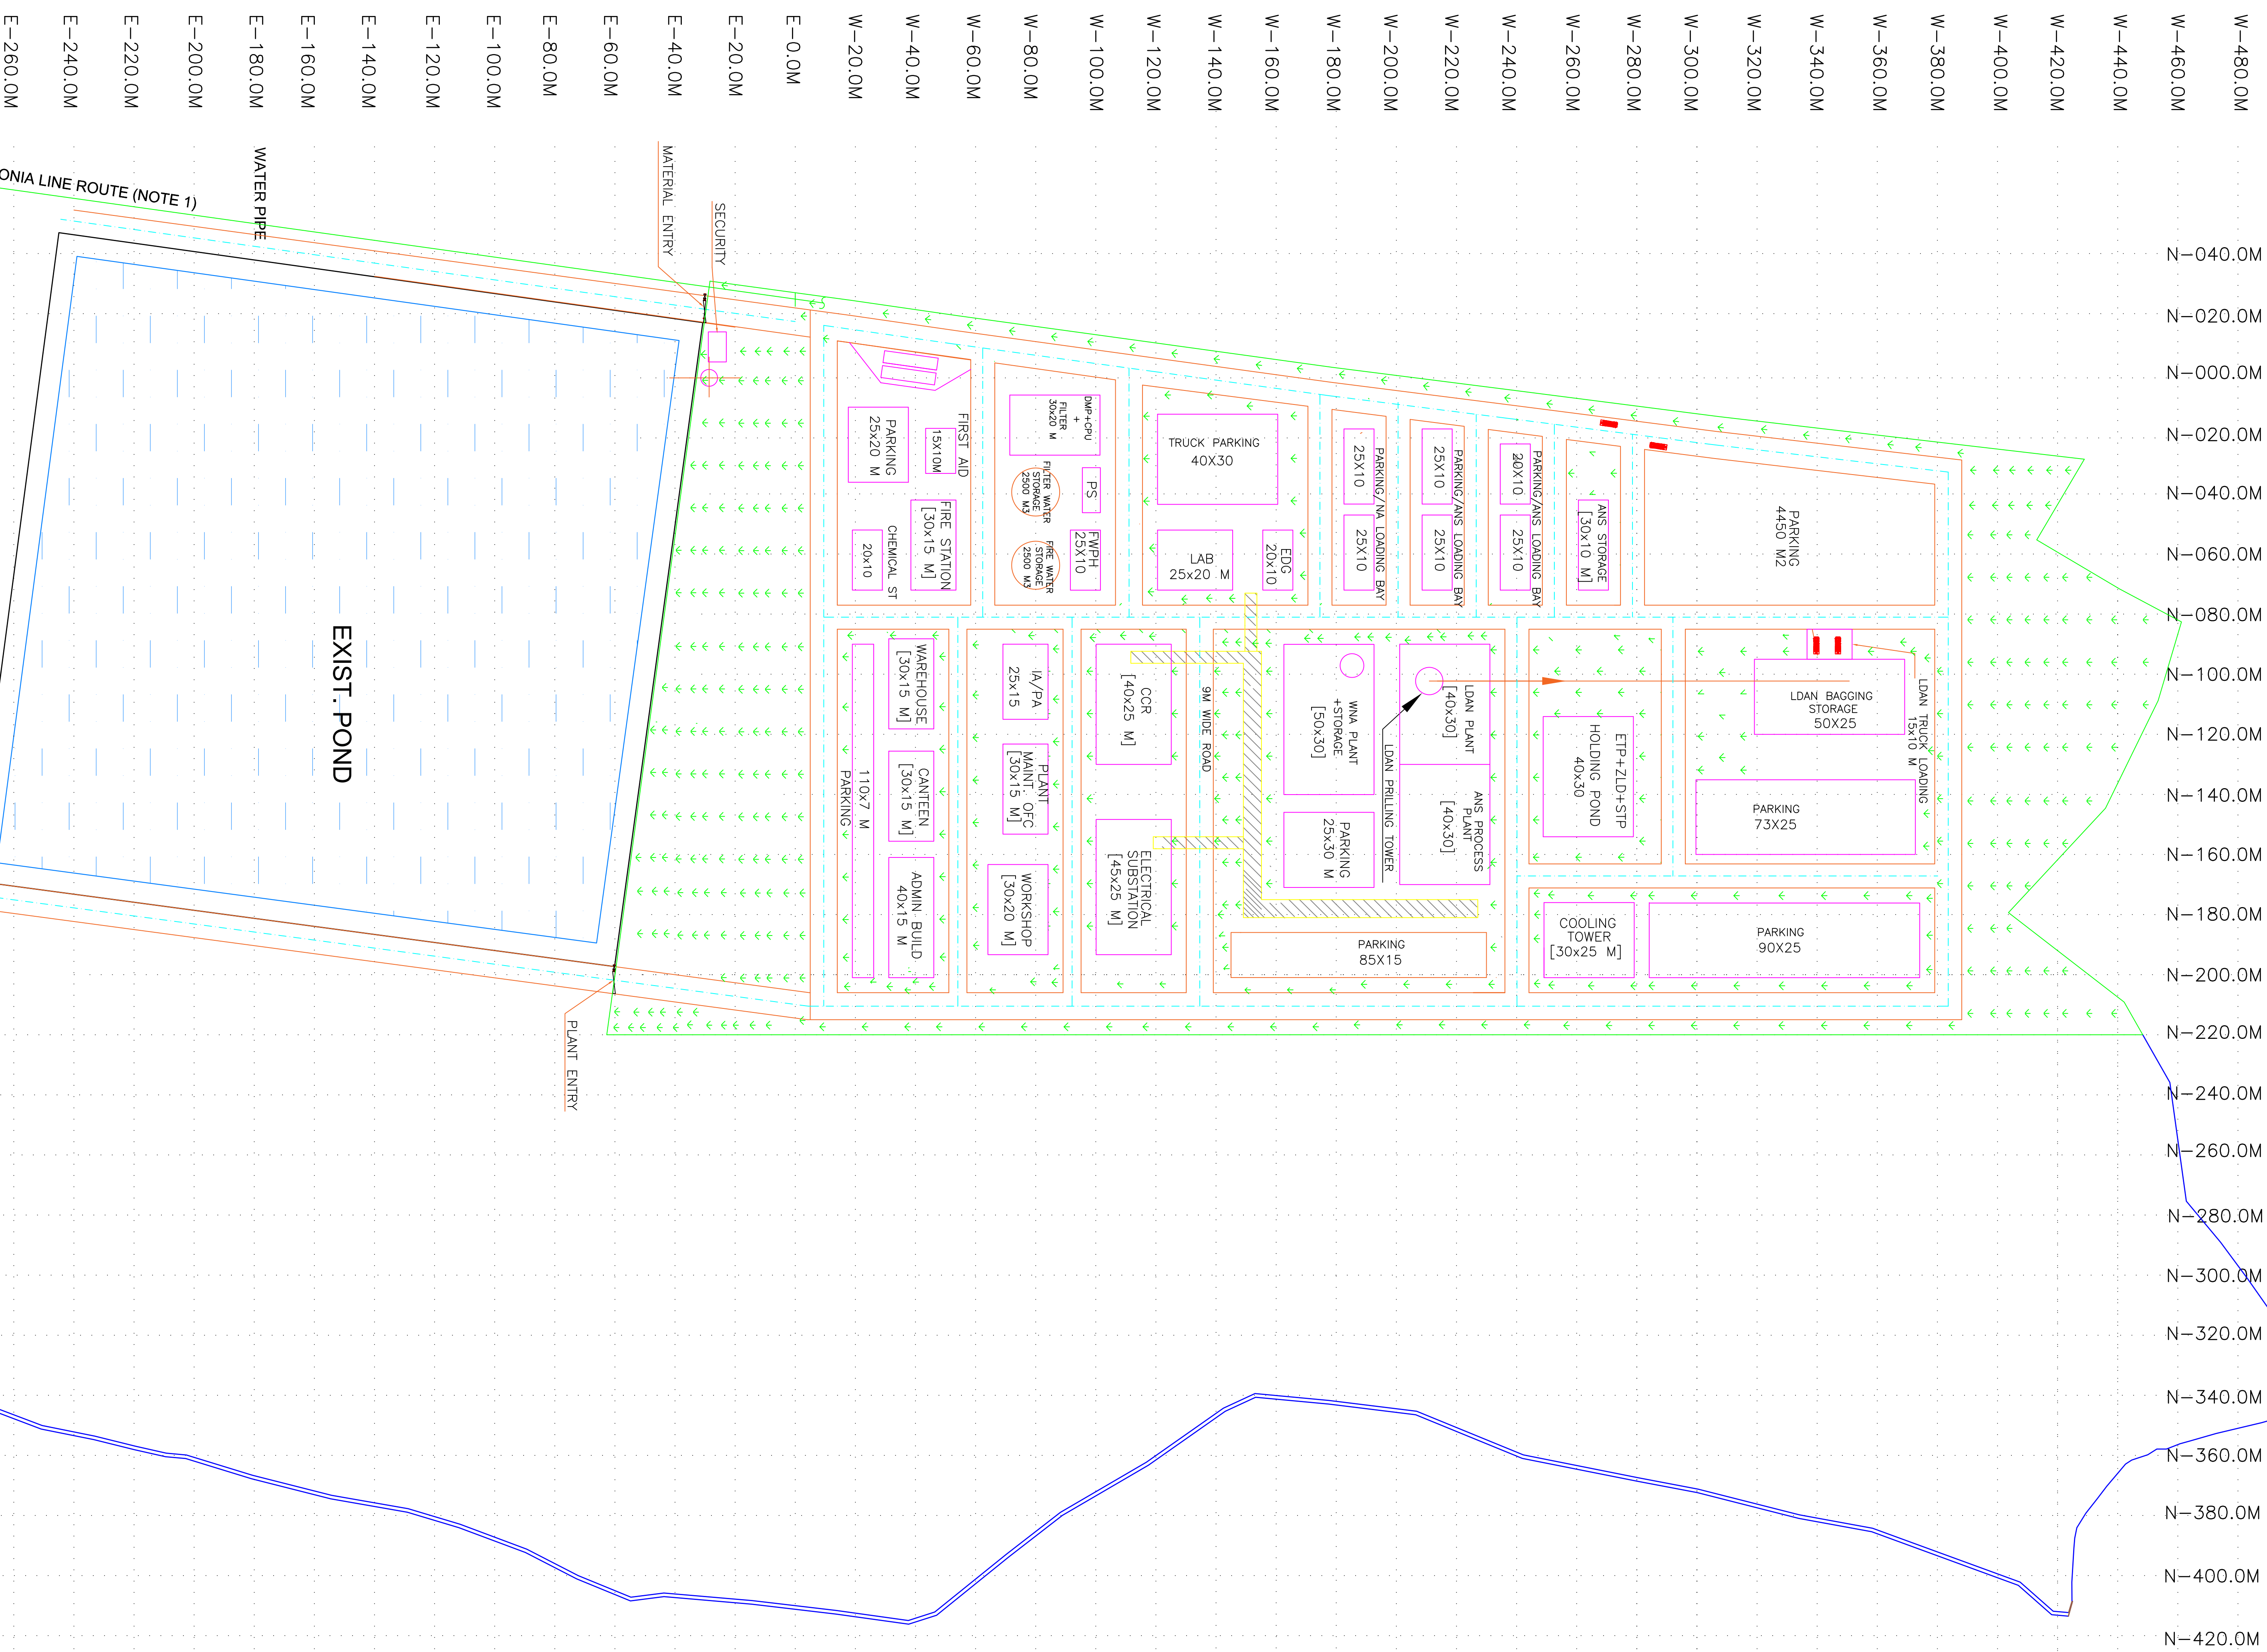 E-260.0M
E-240.0M
E-220.0M
E-200.0M
E-180.0M
E-160.0M
E-140.0M
E-120.0M
E-100.0M
E-80.0M
E-60.0M
E-40.0M
E-20.0M
E-0.0M
W-20.0M
W-40.0M
W-60.0M
W-80.0M
W-100.0M
W-120.0M
W-140.0M
W-160.0M
W-180.0M
W-200.0M
W-220.0M
W-240.0M
W-260.0M
W-280.0M
W-300.0M
W-320.0M
W-340.0M
W-360.0M
W-380.0M
W-400.0M
W-420.0M
W-440.0M
W-460.0M
W-480.0M
N-040.0M
N-020.0M
N-000.0M
N-020.0M
N-040.0M
N-060.0M
N-080.0M
N-100.0M
N-120.0M
N-140.0M
N-160.0M
N-180.0M
N-200.0M
N-220.0M
N-240.0M
N-260.0M
N-280.0M
N-300.0M
N-320.0M
N-340.0M
N-360.0M
N-380.0M
N-400.0M
N-420.0M
ONIA LINE ROUTE (NOTE 1)
WATER PIPE
MATERIAL ENTRY
SECURITY
EXIST. POND
PLANT ENTRY
PARKING
25x20 M
FIRST AID
15X10M
FIRE STATION
[30x15 M]
CHEMICAL ST
20x10
DMP+CPU
+
FILTER
30x20 M
FILTER WATER
STORAGE
2500 M3
PS
FWPH
25X10
FIRE WATER
STORAGE
2500 M3
TRUCK PARKING
40X30
LAB
25x20 M
EDG
20x10
PARKING/NA LOADING BAY
25X10
25X10
PARKING/ANS LOADING BAY
25X10
25X10
PARKING/ANS LOADING BAY
20X10
25X10
ANS STORAGE
[30x10 M]
PARKING
4450 M2
WAREHOUSE
[30x15 M]
CANTEEN
[30x15 M]
110x7 M
PARKING
ADMIN BUILD
40x15 M
IA/PA
25x15
PLANT
MAINT. OFC
[30x15 M]
WORKSHOP
[30x20 M]
CCR
[40x25 M]
ELECTRICAL
SUBSTATION
[45x25 M]
9M WIDE ROAD
WNA PLANT
+STORAGE
[50x30]
PARKING
25x30 M
LDAN PLANT
[40x30]
LDAN PRILLING TOWER
ANS PROCESS
PLANT
[40x30]
PARKING
85X15
ETP+ZLD+STP
HOLDING POND
40x30
LDAN BAGGING
STORAGE
50X25
LDAN TRUCK LOADING
15x10 M
PARKING
73X25
COOLING
TOWER
[30x25 M]
PARKING
90X25